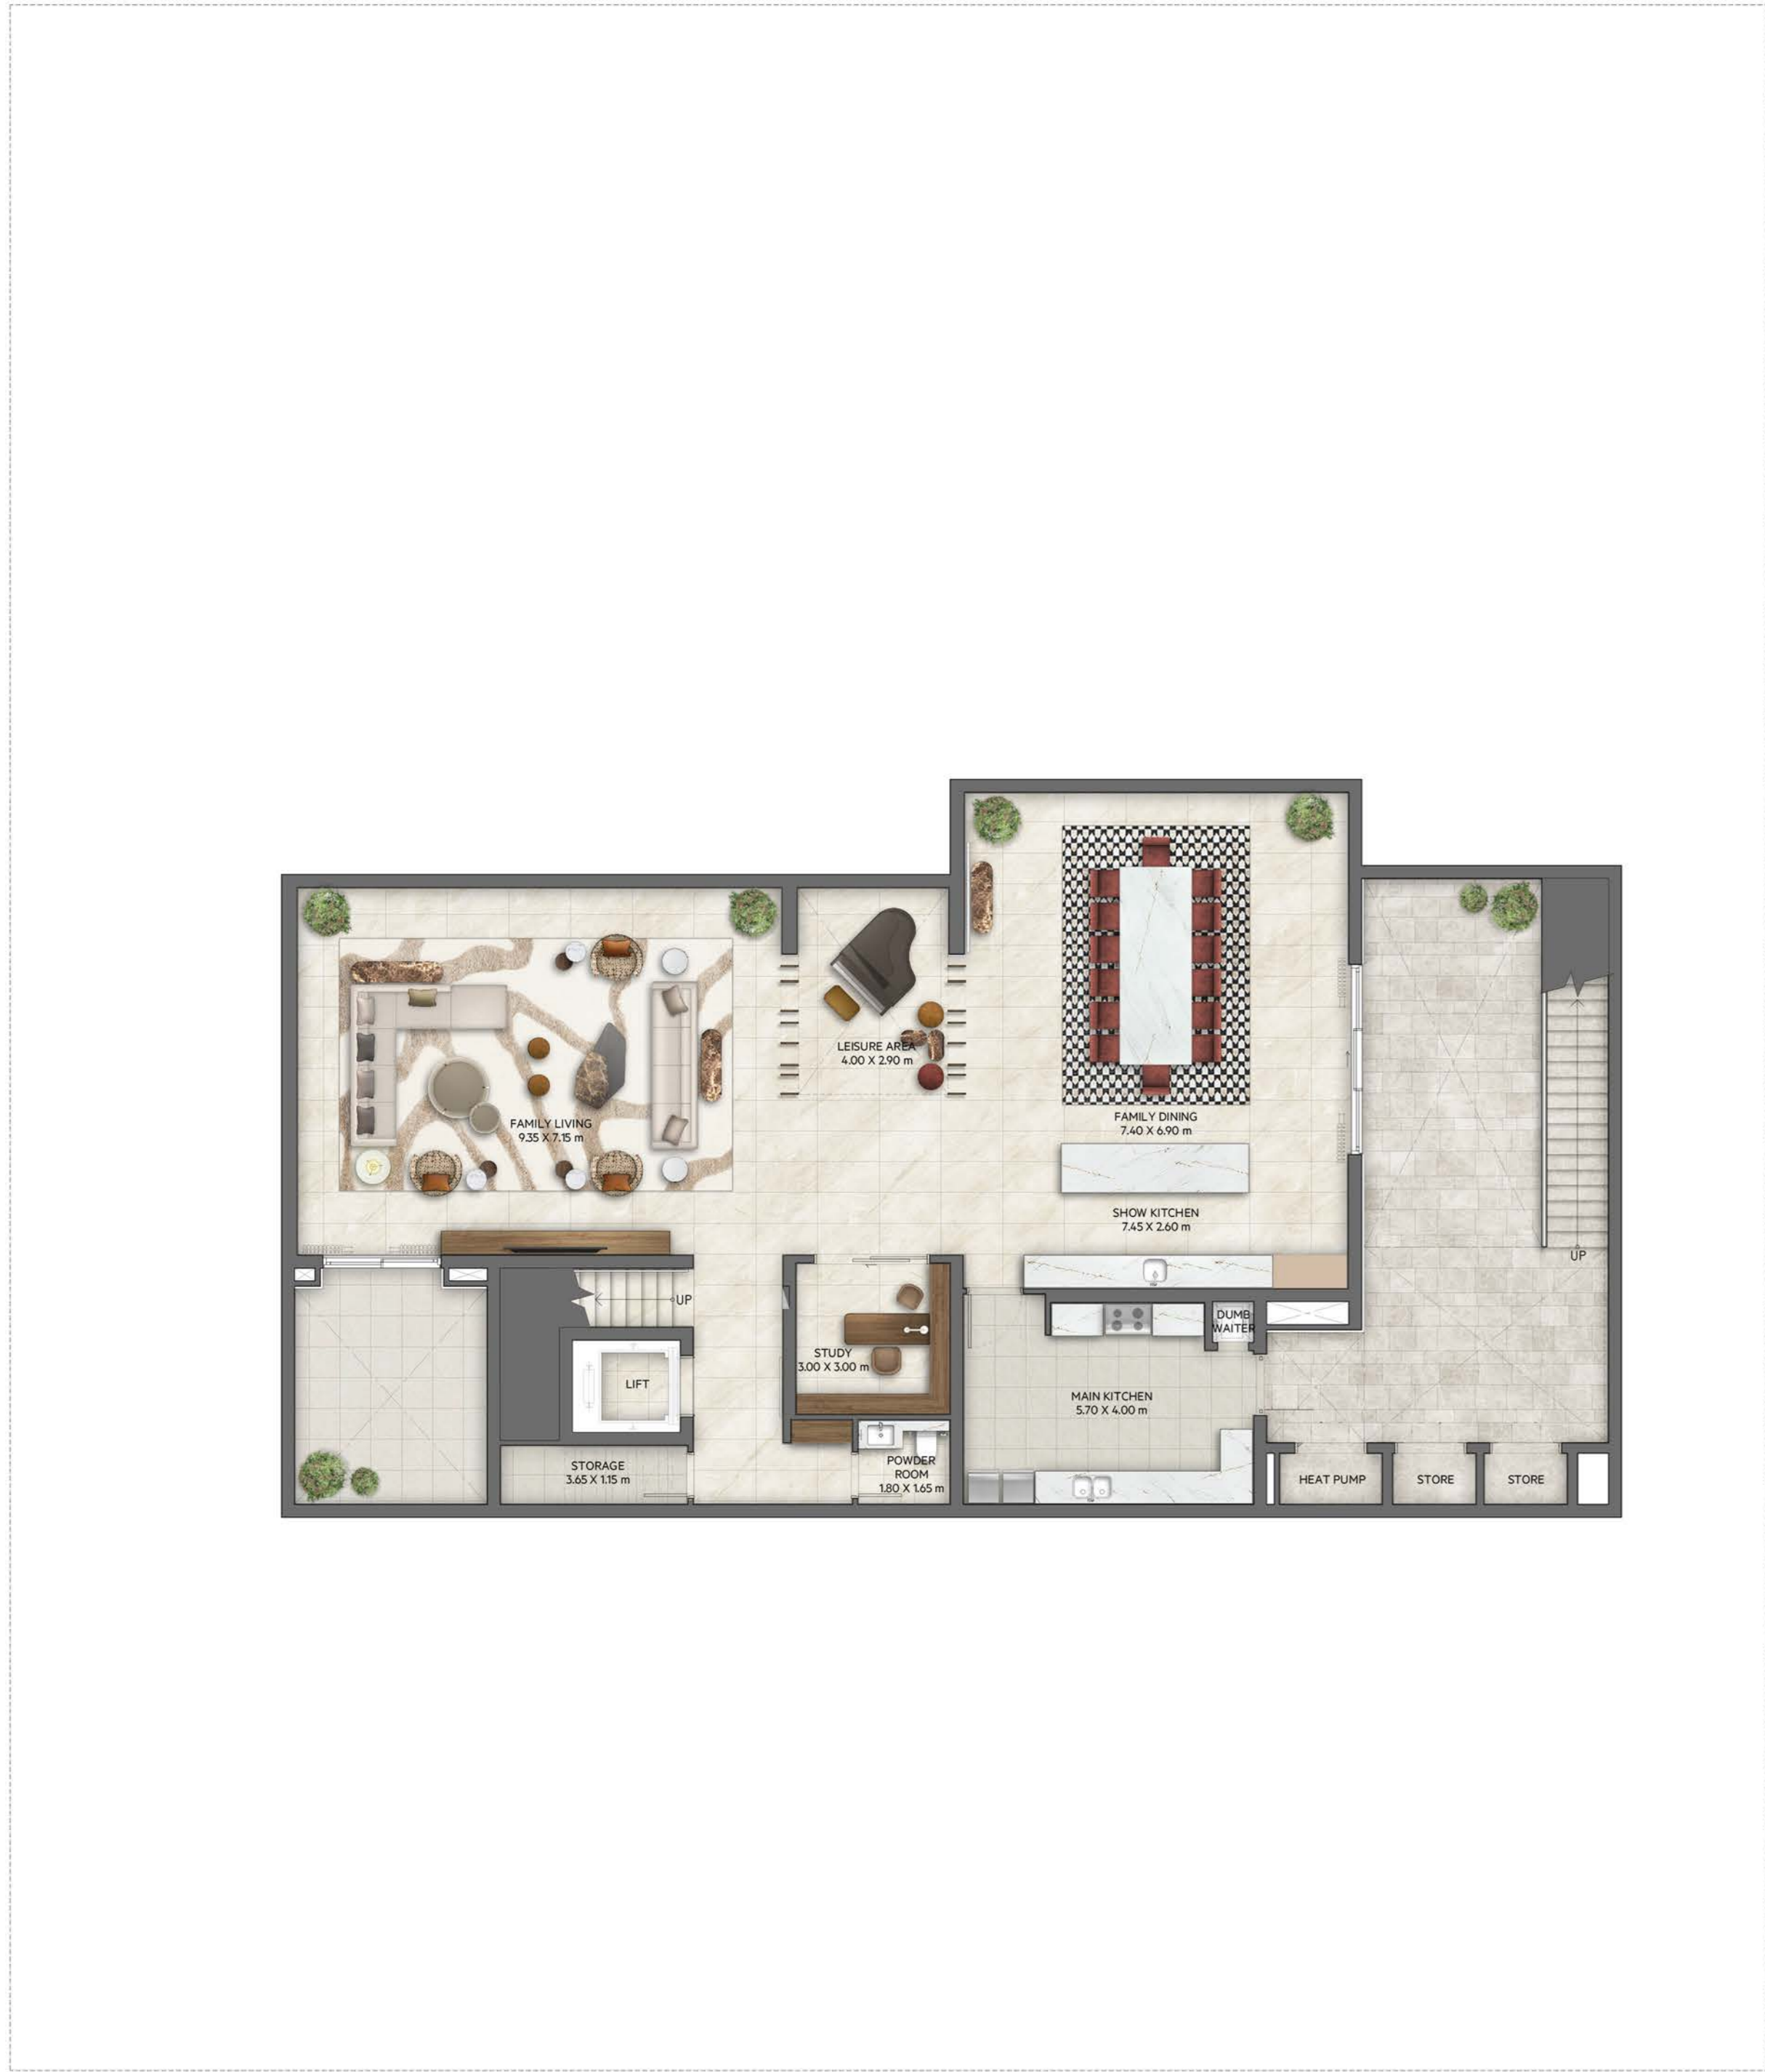 LEISURE AREA
4.00 X 2.90 m
FAMILY LIVING
9.35 X 7.15 m
FAMILY DINING
7.40 X 6.90 m
SHOW KITCHEN
7.45 X 2.60 m
UP
UP
DUMB
WAITER
STUDY
3.00 X 3.00 m
LIFT
MAIN KITCHEN
5.70 X 4.00 m
STORAGE
3.65 X 1.15 m
POWDER
ROOM
1.80 X 1.65 m
HEAT PUMP
STORE
STORE